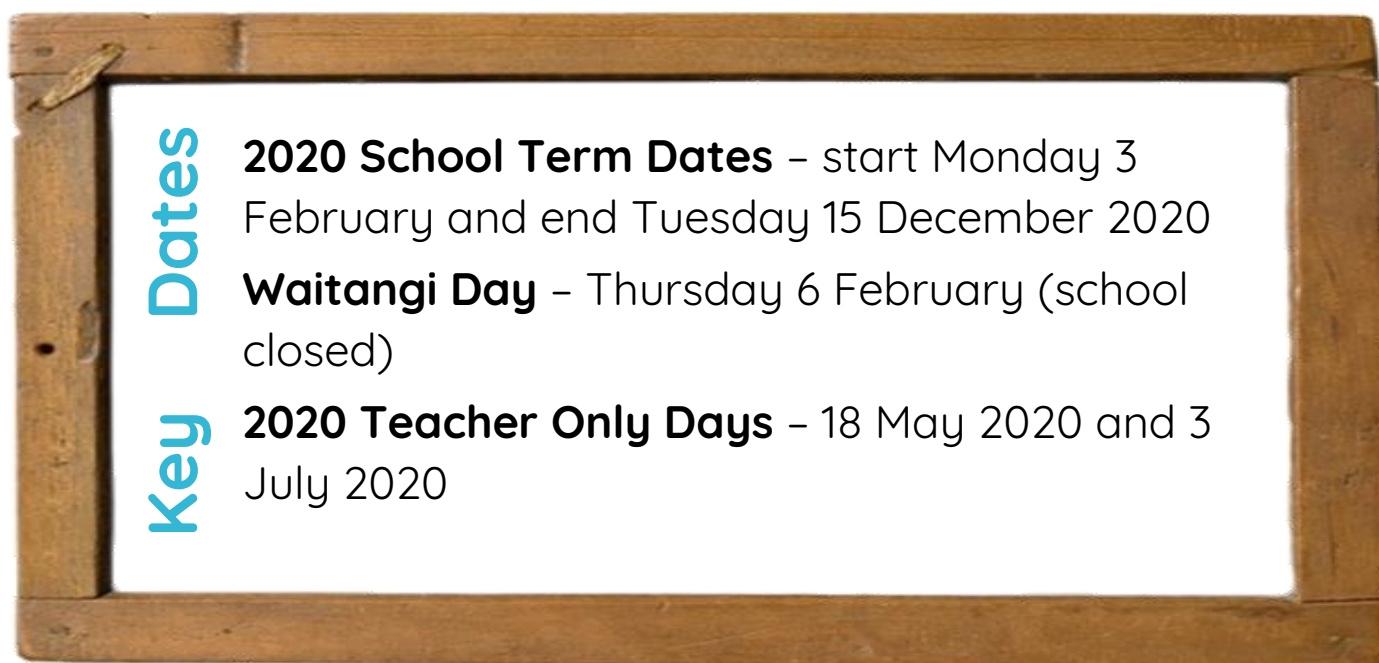 Key Dates
2020 School Term Dates – start Monday 3
February and end Tuesday 15 December 2020
Waitangi Day – Thursday 6 February (school
closed)
2020 Teacher Only Days – 18 May 2020 and 3
July 2020